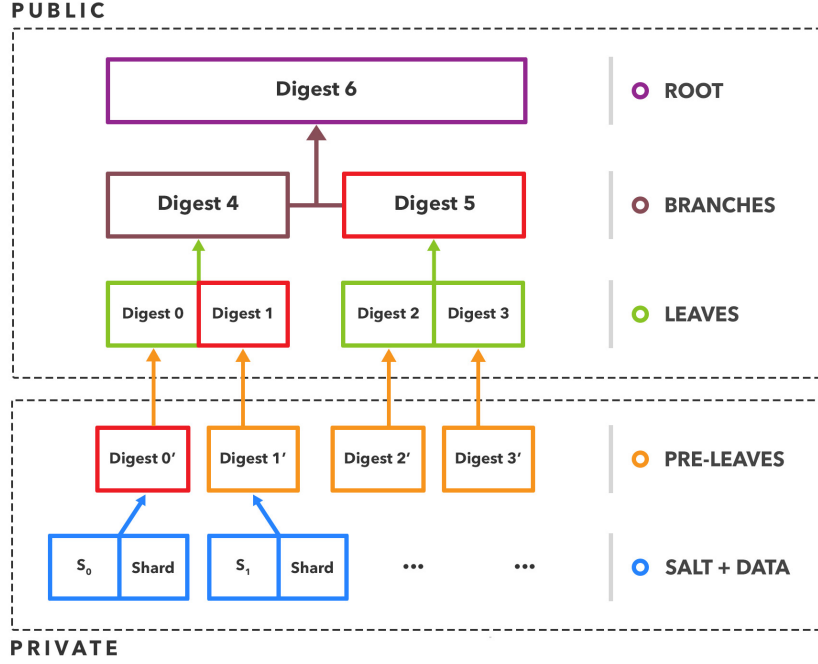 PUBLIC
Digest 6
ROOT
Digest 4
Digest 5
BRANCHES
Digest 0
Digest 1
Digest 2
Digest 3
LEAVES
Digest 0′
Digest 1′
Digest 2′
Digest 3′
PRE-LEAVES
S₀
Shard
S₁
Shard
...
...
SALT + DATA
PRIVATE